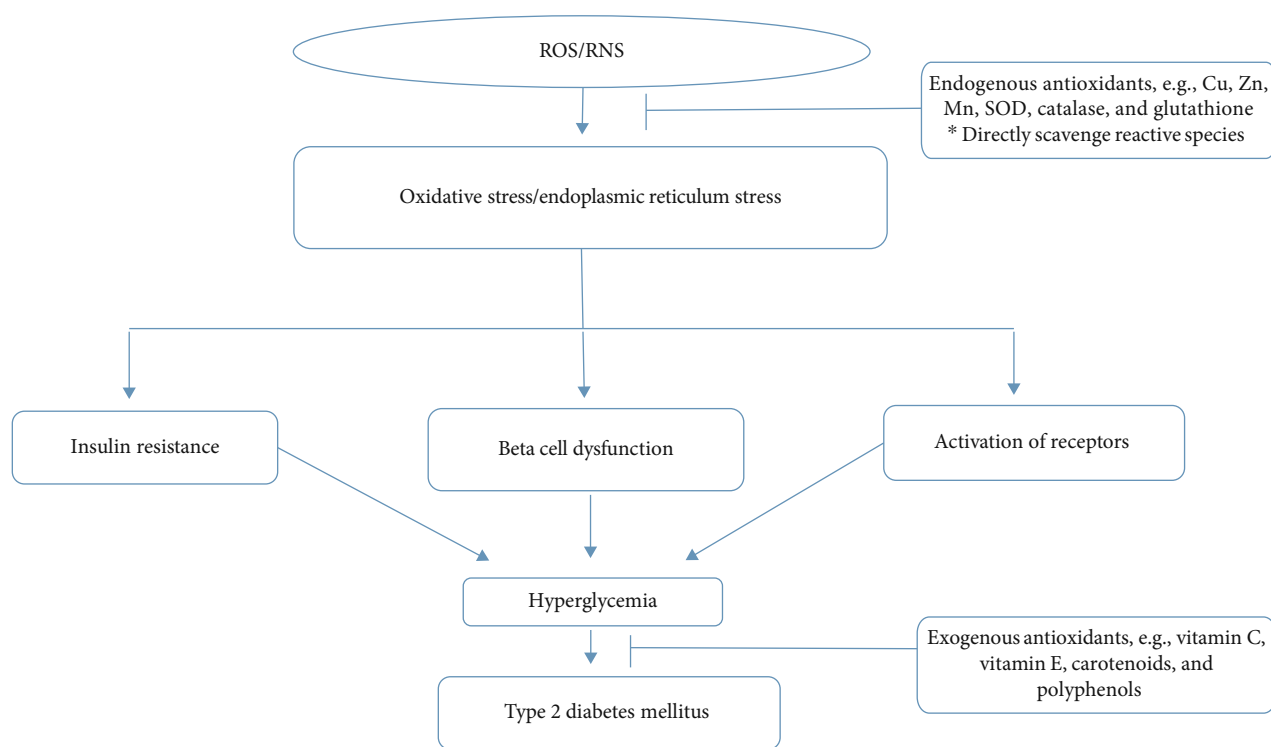 ROS/RNS
Endogenous antioxidants, e.g., Cu, Zn,
Mn, SOD, catalase, and glutathione
* Directly scavenge reactive species
Oxidative stress/endoplasmic reticulum stress
Insulin resistance
Beta cell dysfunction
Activation of receptors
Hyperglycemia
Exogenous antioxidants, e.g., vitamin C,
vitamin E, carotenoids, and
polyphenols
Type 2 diabetes mellitus